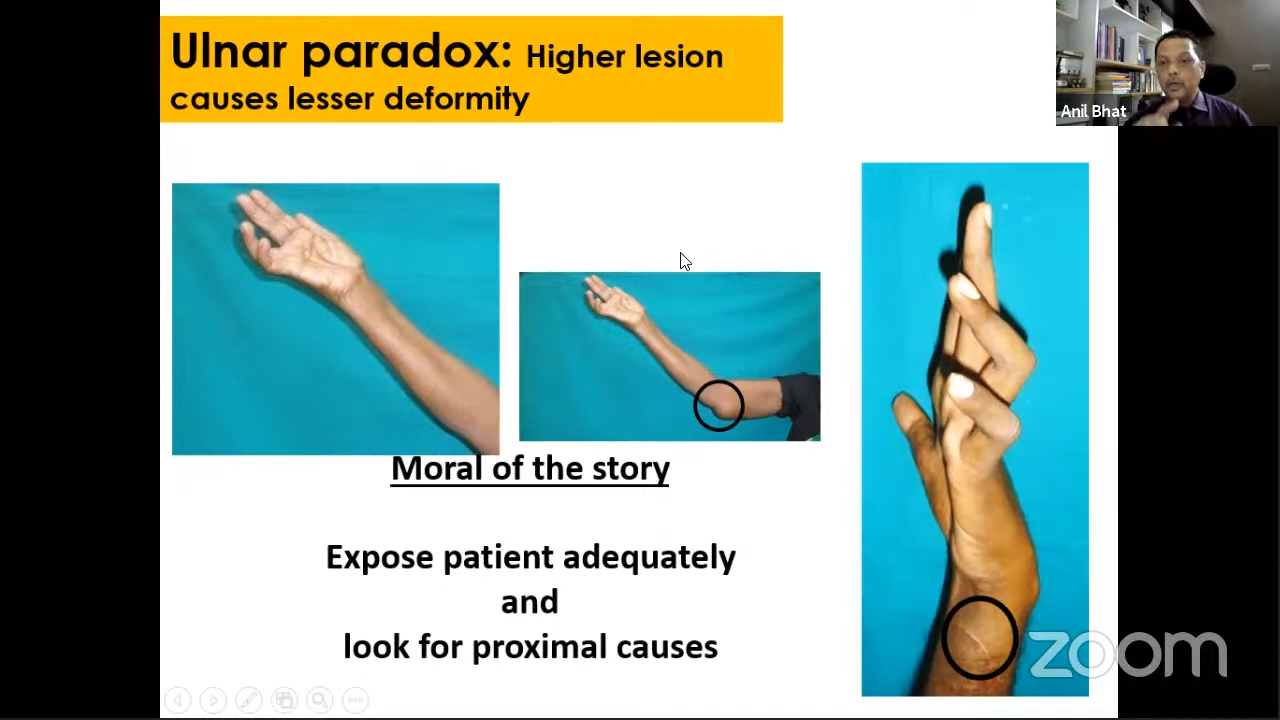 Ulnar paradox: Higher lesion
causes lesser deformity
Anil Bhat
Moral of the story
Expose patient adequately
and
look for proximal causes
zoom